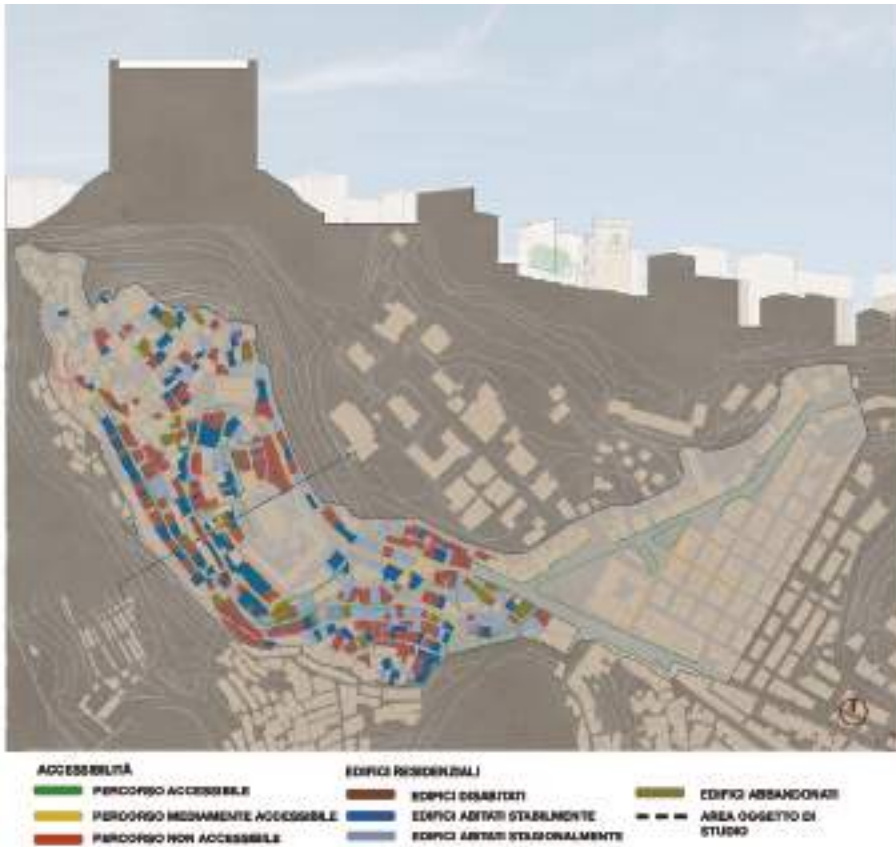 ACCESSIBILITÀ
PERCORSO ACCESSIBILE
PERCORSO MEDIAMENTE ACCESSIBILE
PERCORSO NON ACCESSIBILE
EDIFICI RESIDENZIALI
EDIFICI DISABITATI
EDIFICI ABITATI STABILMENTE
EDIFICI ABITATI STAGIONALMENTE
EDIFICI ABBANDONATI
AREA OGGETTO DI
STUDIO